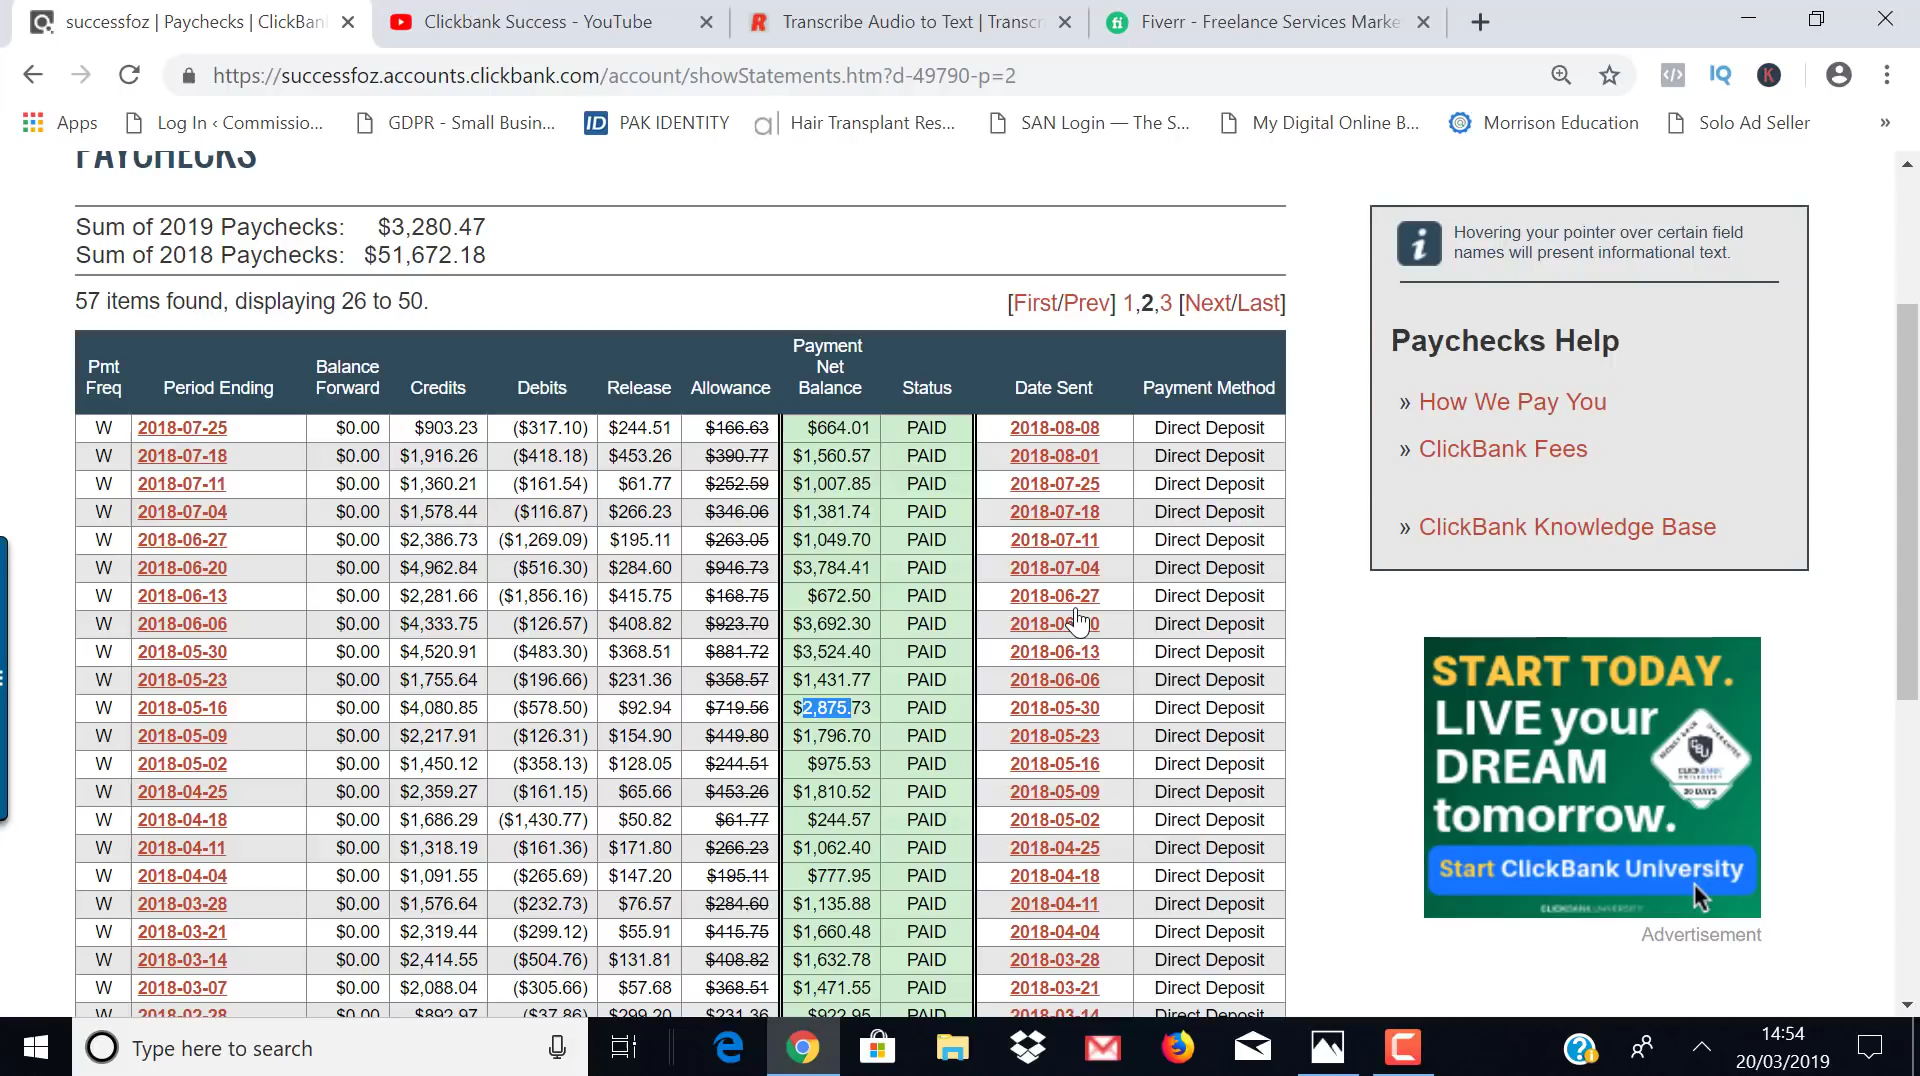 successfoz | Paychecks | ClickBan
Clickbank Success - YouTube
Transcribe Audio to Text | Transcr
Fiverr - Freelance Services Marke
https://successfoz.accounts.clickbank.com/account/showStatements.htm?d-49790-p=2
Apps
Log In ‹ Commissio...
GDPR - Small Busin...
PAK IDENTITY
Hair Transplant Res...
SAN Login — The S...
My Digital Online B...
Morrison Education
Solo Ad Seller
»
PAYCHECKS
Sum of 2019 Paychecks: $3,280.47
Sum of 2018 Paychecks: $51,672.18
57 items found, displaying 26 to 50.
[First/Prev] 1,2,3 [Next/Last]
Pmt Freq Period Ending Balance Forward Credits Debits Release Allowance Payment Net Balance Status Date Sent Payment Method
W 2018-07-25 $0.00 $903.23 ($317.10) $244.51 $166.63 $664.01 PAID 2018-08-08 Direct Deposit
W 2018-07-18 $0.00 $1,916.26 ($418.18) $453.26 $390.77 $1,560.57 PAID 2018-08-01 Direct Deposit
W 2018-07-11 $0.00 $1,360.21 ($161.54) $61.77 $252.59 $1,007.85 PAID 2018-07-25 Direct Deposit
W 2018-07-04 $0.00 $1,578.44 ($116.87) $266.23 $346.06 $1,381.74 PAID 2018-07-18 Direct Deposit
W 2018-06-27 $0.00 $2,386.73 ($1,269.09) $195.11 $263.05 $1,049.70 PAID 2018-07-11 Direct Deposit
W 2018-06-20 $0.00 $4,962.84 ($516.30) $284.60 $946.73 $3,784.41 PAID 2018-07-04 Direct Deposit
W 2018-06-13 $0.00 $2,281.66 ($1,856.16) $415.75 $168.75 $672.50 PAID 2018-06-27 Direct Deposit
W 2018-06-06 $0.00 $4,333.75 ($126.57) $408.82 $923.70 $3,692.30 PAID Direct Deposit
W 2018-05-30 $0.00 $4,520.91 ($483.30) $368.51 $881.72 $3,524.40 PAID 2018-06-13 Direct Deposit
W 2018-05-23 $0.00 $1,755.64 ($196.66) $231.36 $358.57 $1,431.77 PAID 2018-06-06 Direct Deposit
W 2018-05-16 $0.00 $4,080.85 ($578.50) $92.94 $719.56 $2,875.73 PAID 2018-05-30 Direct Deposit
W 2018-05-09 $0.00 $2,217.91 ($126.31) $154.90 $449.80 $1,796.70 PAID 2018-05-23 Direct Deposit
W 2018-05-02 $0.00 $1,450.12 ($358.13) $128.05 $244.51 $975.53 PAID 2018-05-16 Direct Deposit
W 2018-04-25 $0.00 $2,359.27 ($161.15) $65.66 $453.26 $1,810.52 PAID 2018-05-09 Direct Deposit
W 2018-04-18 $0.00 $1,686.29 ($1,430.77) $50.82 $61.77 $244.57 PAID 2018-05-02 Direct Deposit
W 2018-04-11 $0.00 $1,318.19 ($161.36) $171.80 $266.23 $1,062.40 PAID 2018-04-25 Direct Deposit
W 2018-04-04 $0.00 $1,091.55 ($265.69) $147.20 $195.11 $777.95 PAID 2018-04-18 Direct Deposit
W 2018-03-28 $0.00 $1,576.64 ($232.73) $76.57 $284.60 $1,135.88 PAID 2018-04-11 Direct Deposit
W 2018-03-21 $0.00 $2,319.44 ($299.12) $55.91 $415.75 $1,660.48 PAID 2018-04-04 Direct Deposit
W 2018-03-14 $0.00 $2,414.55 ($504.76) $131.81 $408.82 $1,632.78 PAID 2018-03-28 Direct Deposit
W 2018-03-07 $0.00 $2,088.04 ($305.66) $57.68 $368.51 $1,471.55 PAID 2018-03-21 Direct Deposit
W 2018-02-28 $0.00 $892.97 ($37.86) $299.20 $231.36 $922.95 PAID 2018-03-14 Direct Deposit
i
Hovering your pointer over certain field
names will present informational text.
Paychecks Help
» How We Pay You
» ClickBank Fees
» ClickBank Knowledge Base
START TODAY.
LIVE your
DREAM
tomorrow.
Start ClickBank University
Advertisement
Type here to search
14:54
20/03/2019